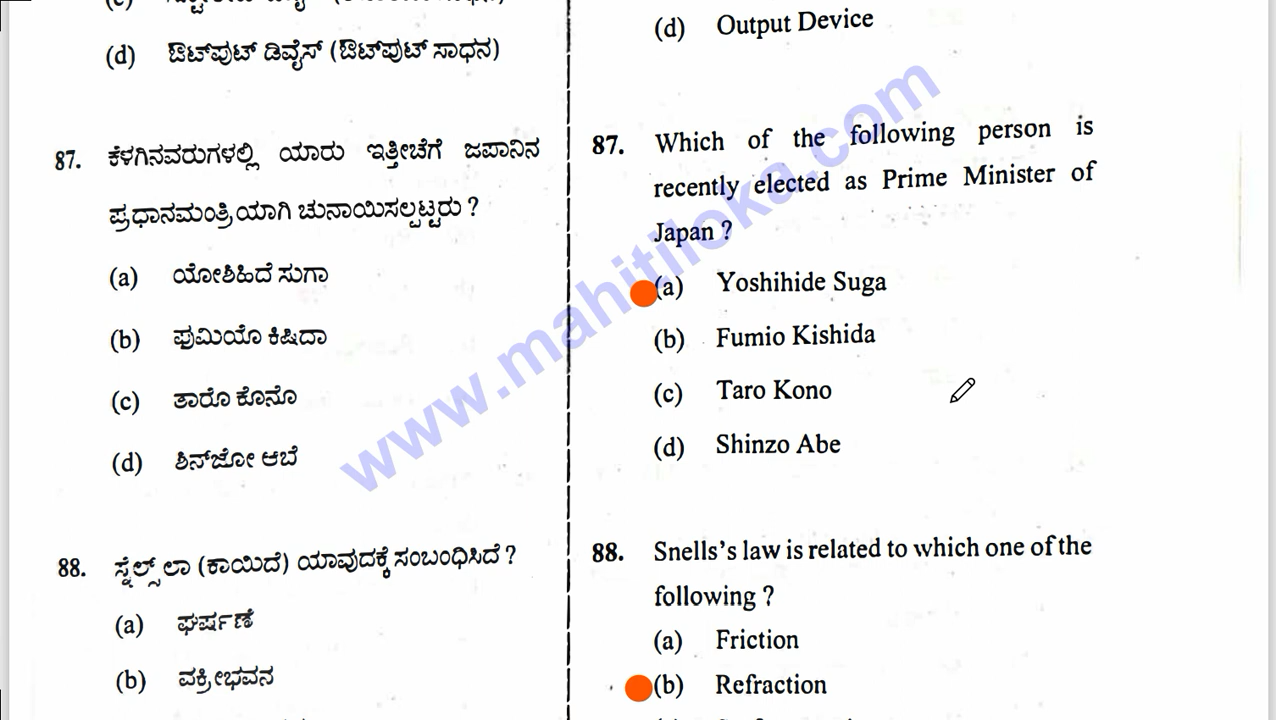 (d) ಔಟ್‌ಪುಟ್ ಡಿವೈಸ್ (ಔಟ್‌ಪುಟ್ ಸಾಧನ)
87. ಕೆಳಗಿನವರುಗಳಲ್ಲಿ ಯಾರು ಇತ್ತೀಚೆಗೆ ಜಪಾನಿನ
ಪ್ರಧಾನಮಂತ್ರಿಯಾಗಿ ಚುನಾಯಿಸಲ್ಪಟ್ಟರು ?
(a) ಯೋಶಿಹಿದೆ ಸುಗಾ
(b) ಫುಮಿಯೊ ಕಿಷಿದಾ
(c) ತಾರೊ ಕೊನೊ
(d) ಶಿನ್‌ಜೋ ಆಬೆ
88. ಸ್ನೆಲ್ಸ್ ಲಾ (ಕಾಯಿದೆ) ಯಾವುದಕ್ಕೆ ಸಂಬಂಧಿಸಿದೆ ?
(a) ಘರ್ಷಣೆ
(b) ವಕ್ರೀಭವನ
(d) Output Device
87. Which of the following person is
recently elected as Prime Minister of
Japan ?
(a) Yoshihide Suga
(b) Fumio Kishida
(c) Taro Kono
(d) Shinzo Abe
88. Snells's law is related to which one of the
following ?
(a) Friction
(b) Refraction
www.mahitiloka.com